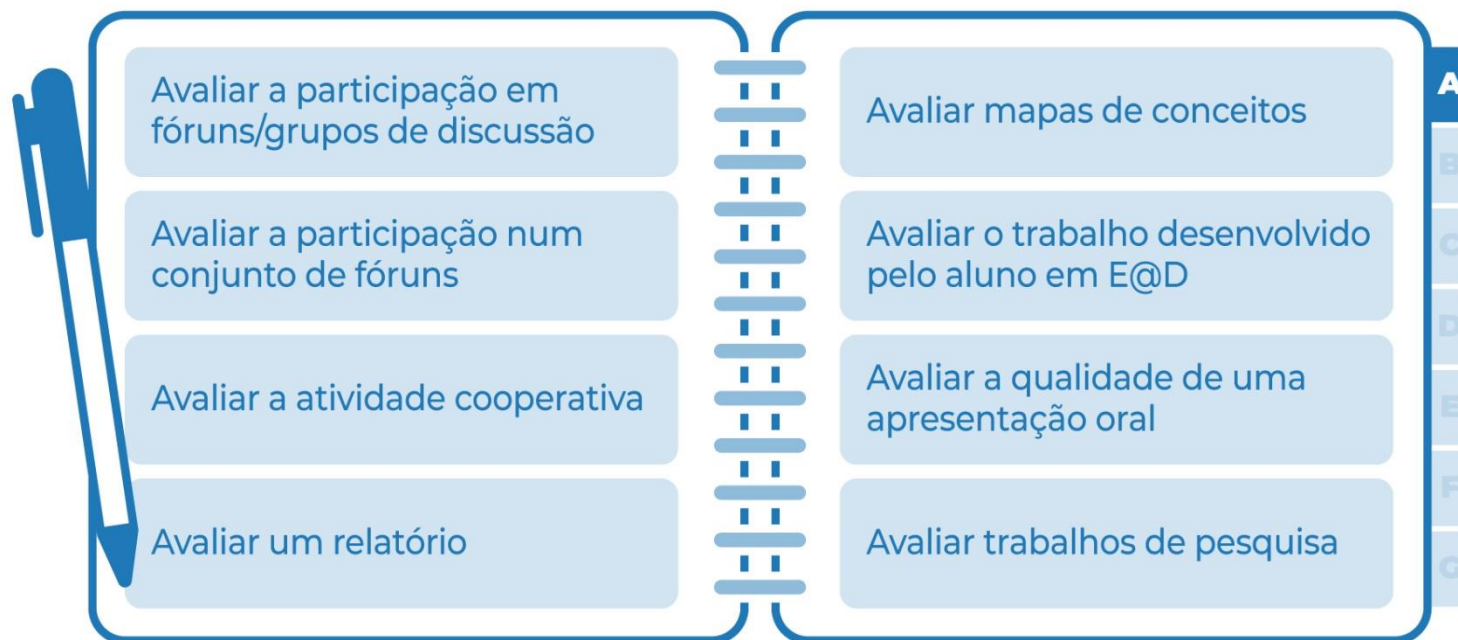 Avaliar a participação em
fóruns/grupos de discussão
Avaliar a participação num
conjunto de fóruns
Avaliar a atividade cooperativa
Avaliar um relatório
Avaliar mapas de conceitos
Avaliar o trabalho desenvolvido
pelo aluno em E@D
Avaliar a qualidade de uma
apresentação oral
Avaliar trabalhos de pesquisa
A
B
C
D
E
F
G